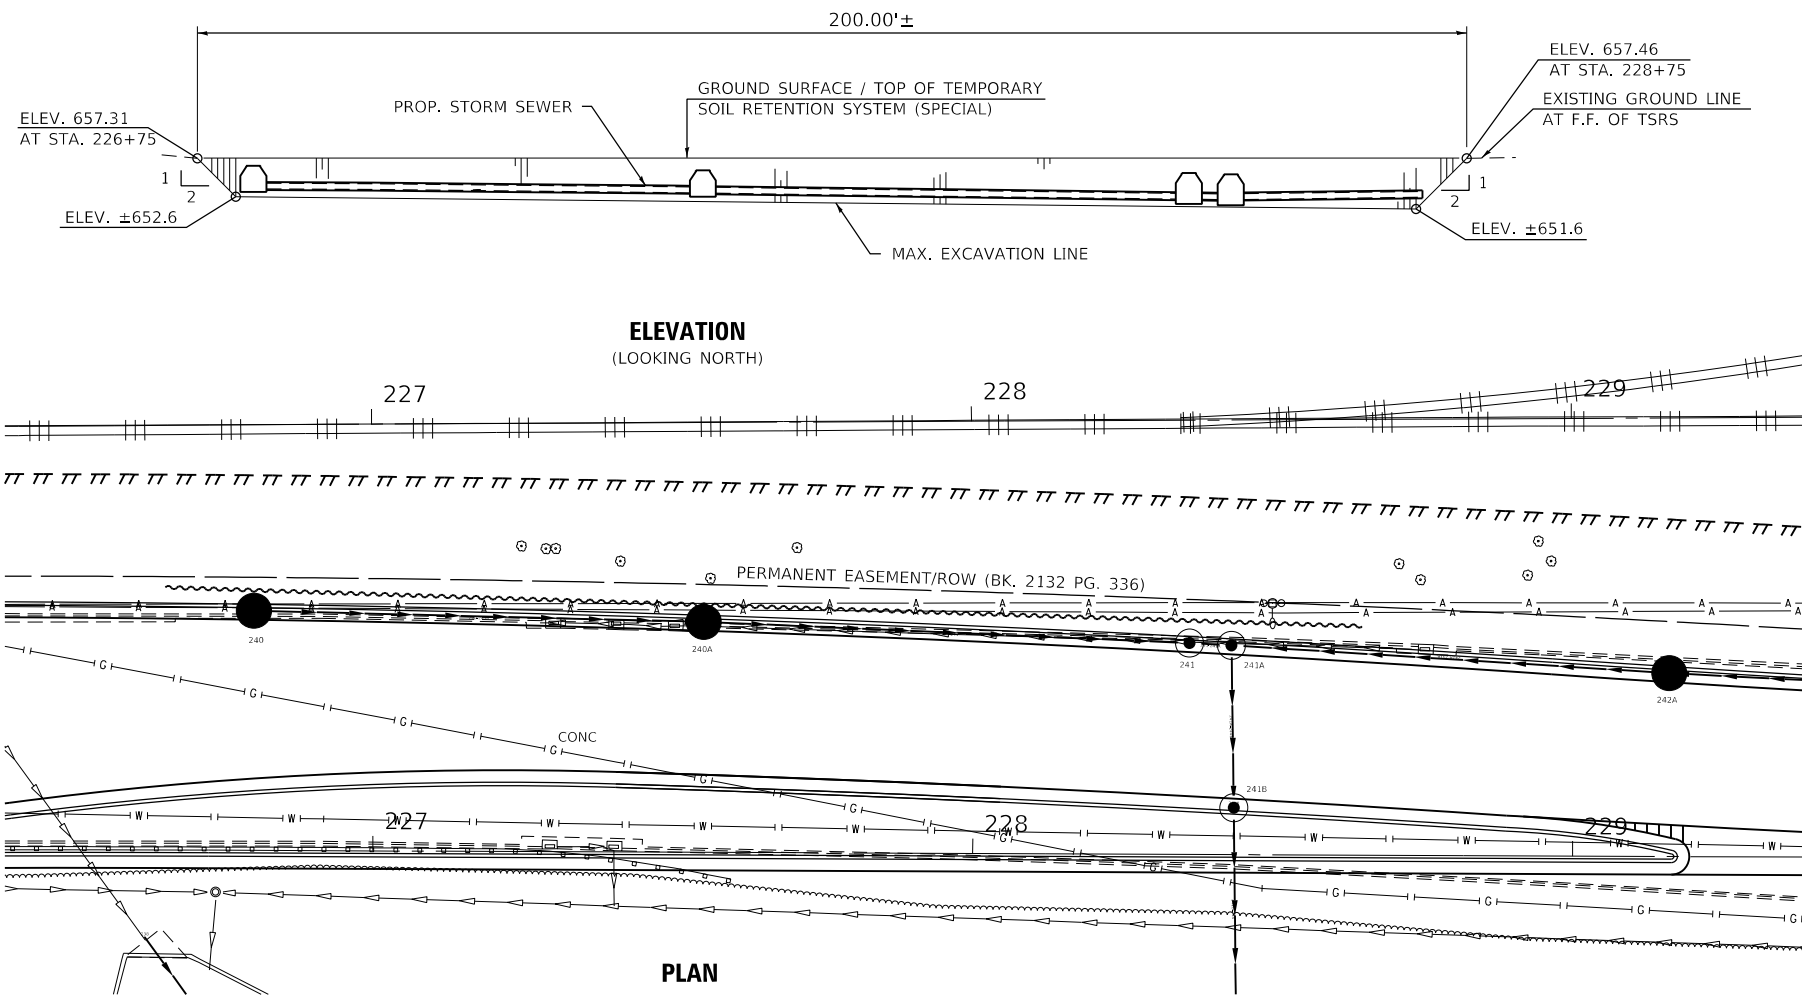 200.00'±
ELEV. 657.46
AT STA. 228+75
GROUND SURFACE / TOP OF TEMPORARY
SOIL RETENTION SYSTEM (SPECIAL)
PROP. STORM SEWER
EXISTING GROUND LINE
AT F.F. OF TSRS
ELEV. 657.31
AT STA. 226+75
1
2
1
2
ELEV. ±652.6
ELEV. ±651.6
MAX. EXCAVATION LINE
ELEVATION
(LOOKING NORTH)
227
228
229
PERMANENT EASEMENT/ROW (BK. 2132 PG. 336)
A A A A A A A A A A A A A A A A A A A A A
A A A A A A A A A A A A A A A A A A
240
240A
241
241A
242A
G G G G G G G G G G G G
CONC
241B
W W W W W W W W W W W W
227
228
229
PLAN